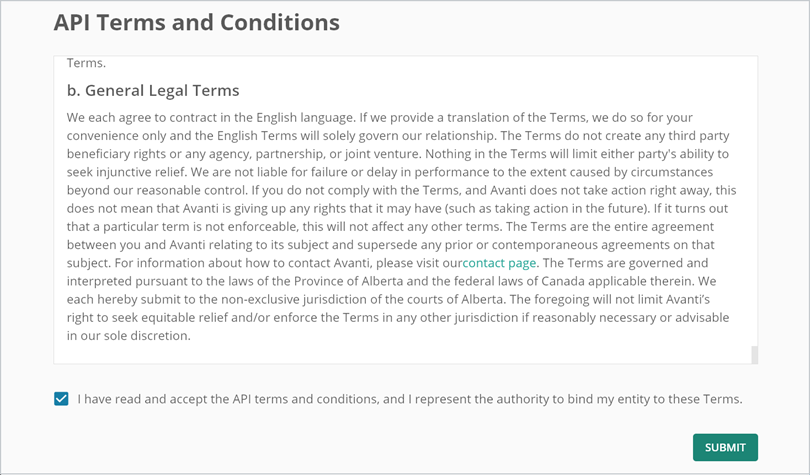 API Terms and Conditions
Terms.
b. General Legal Terms
We each agree to contract in the English language. If we provide a translation of the Terms, we do so for your
convenience only and the English Terms will solely govern our relationship. The Terms do not create any third party
beneficiary rights or any agency, partnership, or joint venture. Nothing in the Terms will limit either party's ability to
seek injunctive relief. We are not liable for failure or delay in performance to the extent caused by circumstances
beyond our reasonable control. If you do not comply with the Terms, and Avanti does not take action right away, this
does not mean that Avanti is giving up any rights that it may have (such as taking action in the future). If it turns out
that a particular term is not enforceable, this will not affect any other terms. The Terms are the entire agreement
between you and Avanti relating to its subject and supersede any prior or contemporaneous agreements on that
subject. For information about how to contact Avanti, please visit ourcontact page. The Terms are governed and
interpreted pursuant to the laws of the Province of Alberta and the federal laws of Canada applicable therein. We
each hereby submit to the non-exclusive jurisdiction of the courts of Alberta. The foregoing will not limit Avanti’s
right to seek equitable relief and/or enforce the Terms in any other jurisdiction if reasonably necessary or advisable
in our sole discretion.
I have read and accept the API terms and conditions, and I represent the authority to bind my entity to these Terms.
SUBMIT